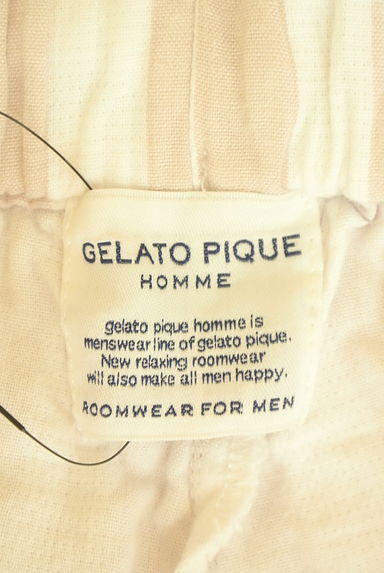 GELATO PIQUE
HOMME
gelato pique homme is
menswear line of gelato pique.
New relaxing roomwear
will also make all men happy.
ROOMWEAR FOR MEN